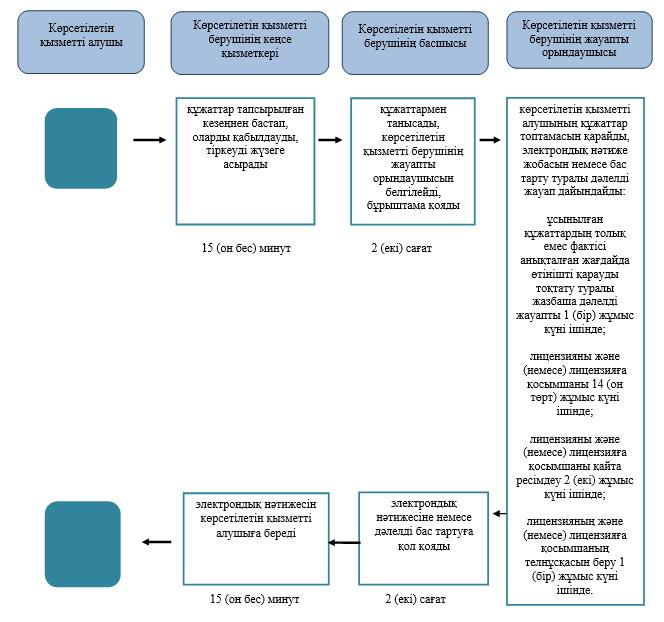 Көрсетілетін
қызметті алушы
Көрсетілетін қызметті
берушінің кеңсе
қызметкері
Көрсетілетін қызметті
берушінің басшысы
Көрсетілетін қызметті
берушінің жауапты
орындаушысы
құжаттар тапсырылған
кезеңнен бастап,
оларды қабылдауды,
тіркеуді жүзеге
асырады
15 (он бес) минут
құжаттармен
танысады,
көрсетілетін
қызметті берушінің
жауапты
орындаушысын
белгілейді,
бұрыштама қояды
2 (екі) сағат
көрсетілетін қызметті
алушының құжаттар
топтамасын қарайды,
электрондық нәтиже
жобасын немесе бас
тарту туралы дәлелді
жауап дайындайды:
ұсынылған
құжаттардың толық
емес фактісі
анықталған жағдайда
өтінішті қарауды
тоқтату туралы
жазбаша дәлелді
жауапты 1 (бір) жұмыс
күні ішінде;
лицензияны және
(немесе) лицензияға
қосымшаны 14 (он
төрт) жұмыс күні
ішінде;
лицензияны және
(немесе) лицензияға
қосымшаны қайта
ресімдеу 2 (екі) жұмыс
күні ішінде;
лицензияның және
(немесе) лицензияға
қосымшаның
телнұсқасын беру 1
(бір) жұмыс күні
ішінде.
электрондық
нәтижесіне немесе
дәлелді бас тартуға
қол қояды
2 (екі) сағат
электрондық нәтижесін
көрсетілетін қызметті
алушыға береді
15 (он бес) минут